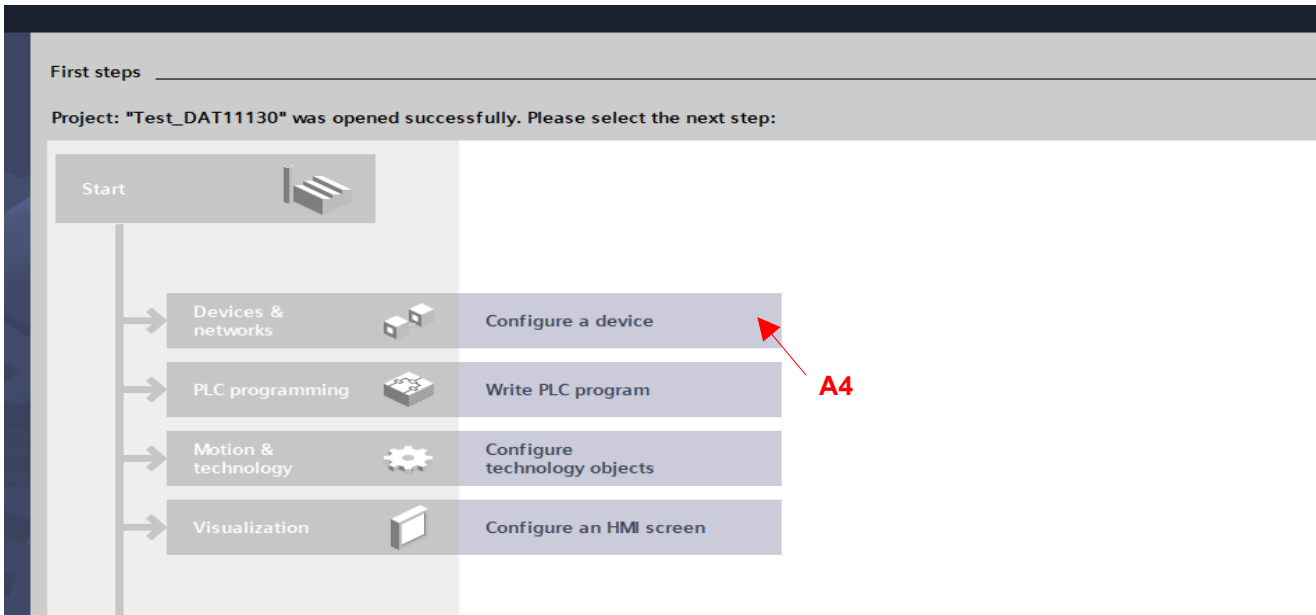 First steps
Project: "Test_DAT11130" was opened successfully. Please select the next step:
Start
Devices &
networks
Configure a device
A4
PLC programming
Write PLC program
Motion &
technology
Configure
technology objects
Visualization
Configure an HMI screen